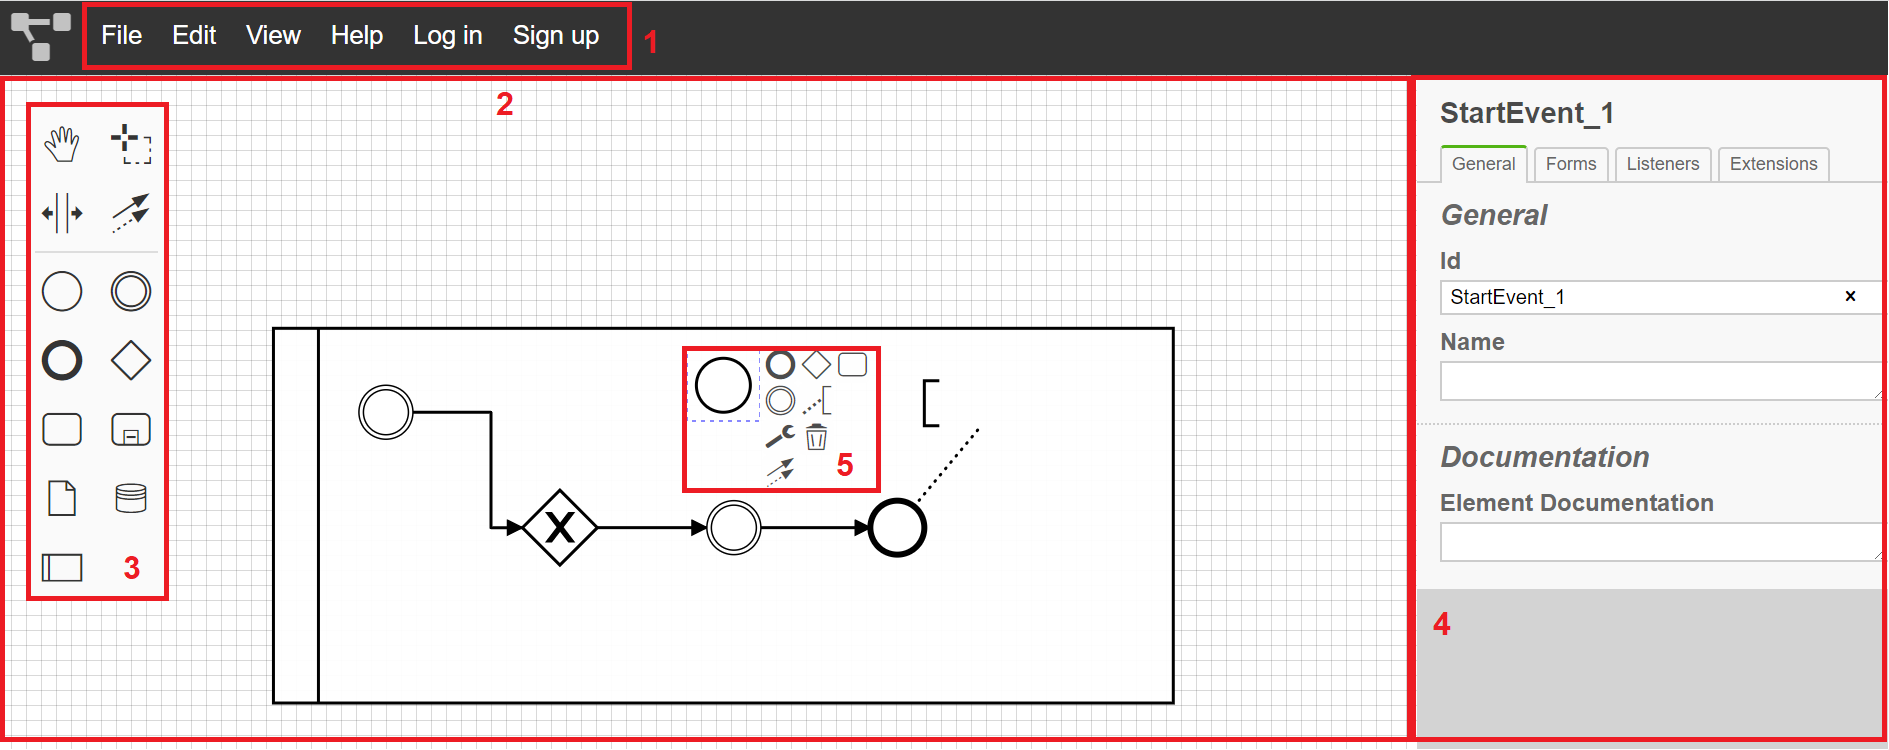 File Edit View Help Log in Sign up 1
2
3
5
StartEvent_1
General Forms Listeners Extensions
General
Id
StartEvent_1 x
Name
Documentation
Element Documentation
4